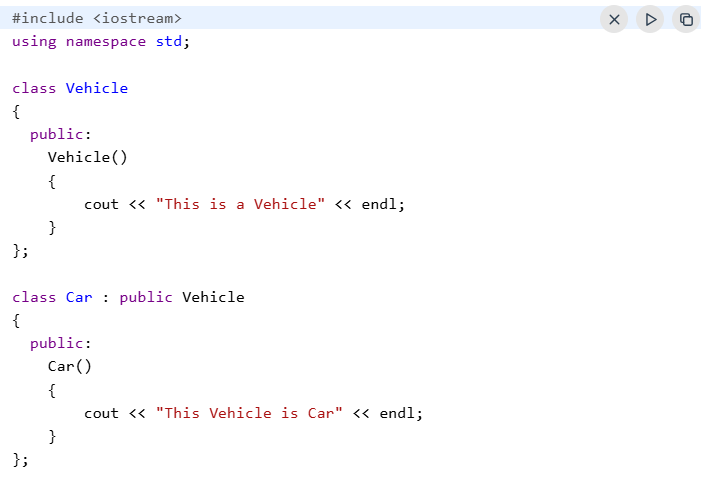 #include <iostream>
using namespace std;

class Vehicle
{
  public:
    Vehicle()
    {
        cout << "This is a Vehicle" << endl;
    }
};

class Car : public Vehicle
{
  public:
    Car()
    {
        cout << "This Vehicle is Car" << endl;
    }
};